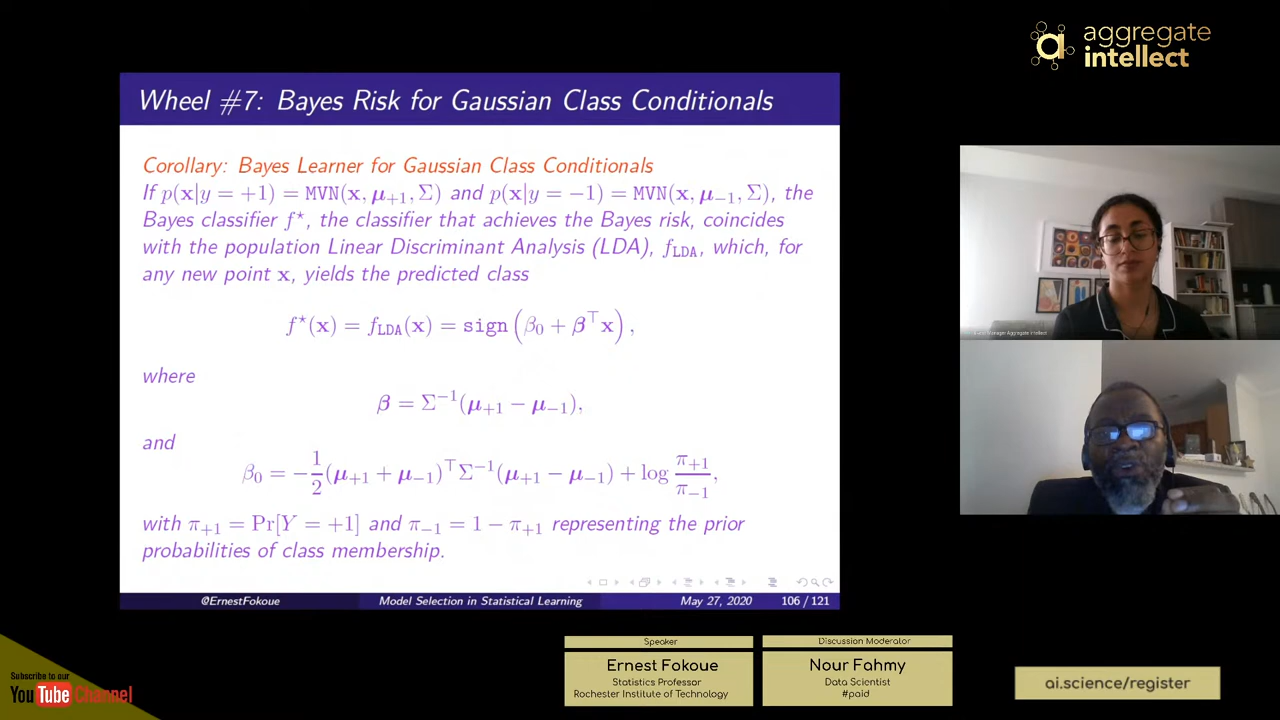 aggregate
intellect
Wheel #7: Bayes Risk for Gaussian Class Conditionals
Corollary: Bayes Learner for Gaussian Class Conditionals
If p(x|y = +1) = MVN(x, μ₊₁, Σ) and p(x|y = −1) = MVN(x, μ₋₁, Σ), the
Bayes classifier f⋆, the classifier that achieves the Bayes risk, coincides
with the population Linear Discriminant Analysis (LDA), f_LDA, which, for
any new point x, yields the predicted class
f⋆(x) = f_LDA(x) = sign(β₀ + β⊤x),
where
β = Σ⁻¹(μ₊₁ − μ₋₁),
and
β₀ = −1/2(μ₊₁ + μ₋₁)⊤Σ⁻¹(μ₊₁ − μ₋₁) + log π₊₁/π₋₁,
with π₊₁ = Pr[Y = +1] and π₋₁ = 1 − π₊₁ representing the prior
probabilities of class membership.
@ErnestFokoue Model Selection in Statistical Learning May 27, 2020 106 / 121
Manager Aggregate Intellect
Speaker
Ernest Fokoue
Statistics Professor
Rochester Institute of Technology
Discussion Moderator
Nour Fahmy
Data Scientist
#paid
ai.science/register
Subscribe to our
YouTube Channel